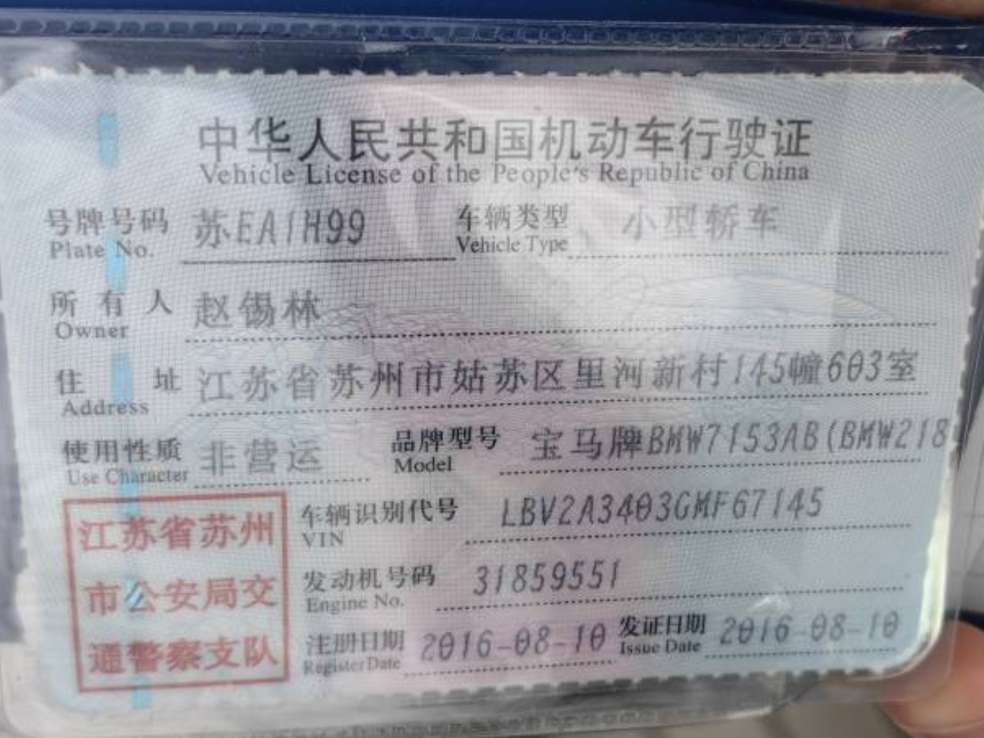 中华人民共和国机动车行驶证
Vehicle License of the People's Republic of China
号牌号码 苏EA1H99 车辆类型 小型轿车
Plate No. Vehicle Type
所有人 赵锡林
Owner
住址 江苏省苏州市姑苏区里河新村145幢603室
Address
使用性质 非营运 品牌型号 宝马牌BMW7153AB(BMW218
Use Character Model
江苏省苏州
市公安局交
通警察支队
车辆识别代号 LBV2A3403GMF67145
VIN
发动机号码 31859551
Engine No.
注册日期 2016-08-10 发证日期 2016-08-10
Register Date Issue Date